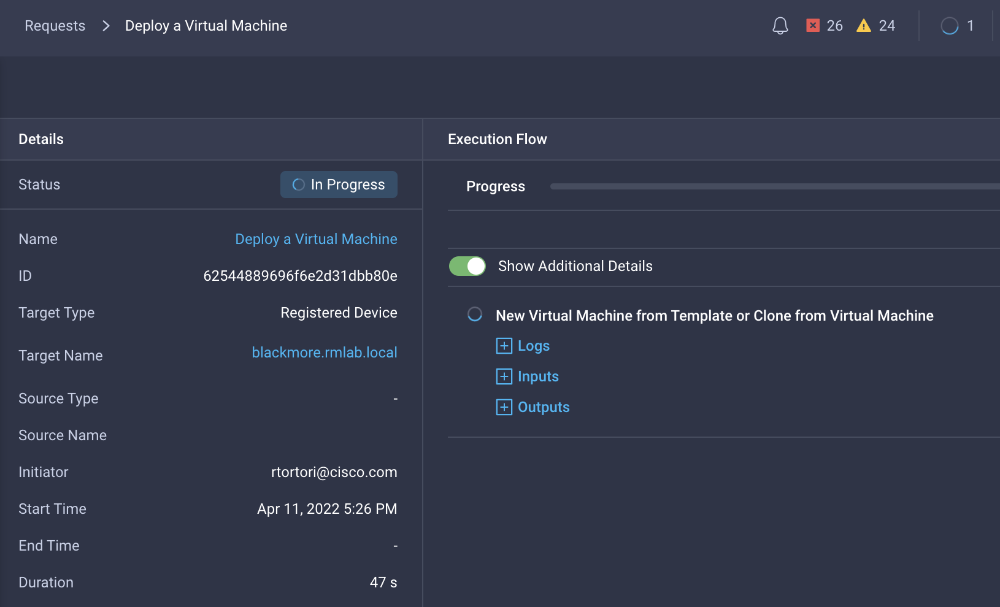 Requests > Deploy a Virtual Machine
26 24 1
Details
Status In Progress
Name Deploy a Virtual Machine
ID 62544889696f6e2d31dbb80e
Target Type Registered Device
Target Name blackmore.rmlab.local
Source Type -
Source Name
Initiator rtortori@cisco.com
Start Time Apr 11, 2022 5:26 PM
End Time -
Duration 47 s
Execution Flow
Progress
Show Additional Details
New Virtual Machine from Template or Clone from Virtual Machine
Logs
Inputs
Outputs